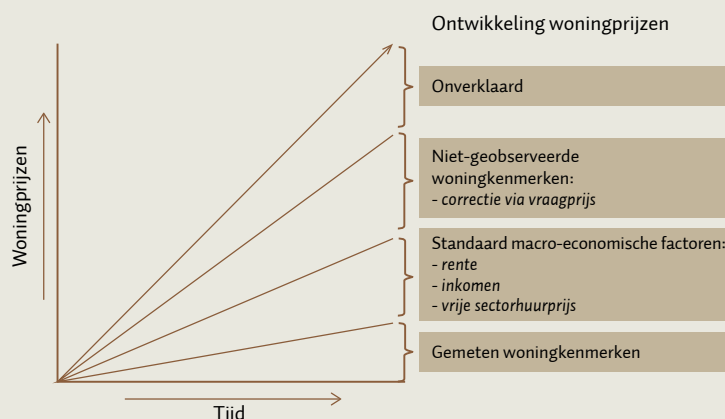 Ontwikkeling woningprijzen
Onverklaard
Niet-geobserveerde
woningkenmerken:
- correctie via vraagprijs
Standaard macro-economische factoren:
- rente
- inkomen
- vrije sectorhuurprijs
Gemeten woningkenmerken
Woningprijzen
Tijd